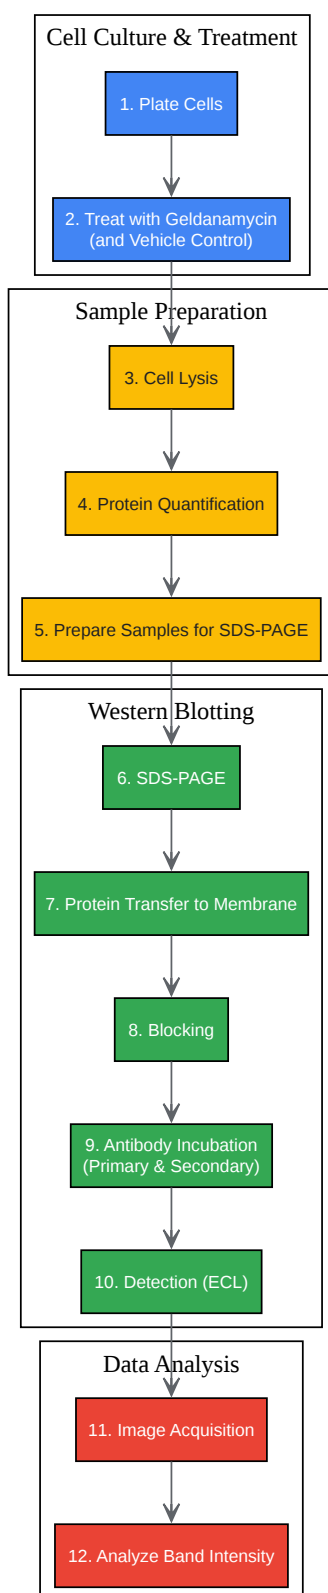 Cell Culture & Treatment
1. Plate Cells
2. Treat with Geldanamycin
(and Vehicle Control)
Sample Preparation
3. Cell Lysis
4. Protein Quantification
5. Prepare Samples for SDS-PAGE
Western Blotting
6. SDS-PAGE
7. Protein Transfer to Membrane
8. Blocking
9. Antibody Incubation
(Primary & Secondary)
10. Detection (ECL)
Data Analysis
11. Image Acquisition
12. Analyze Band Intensity